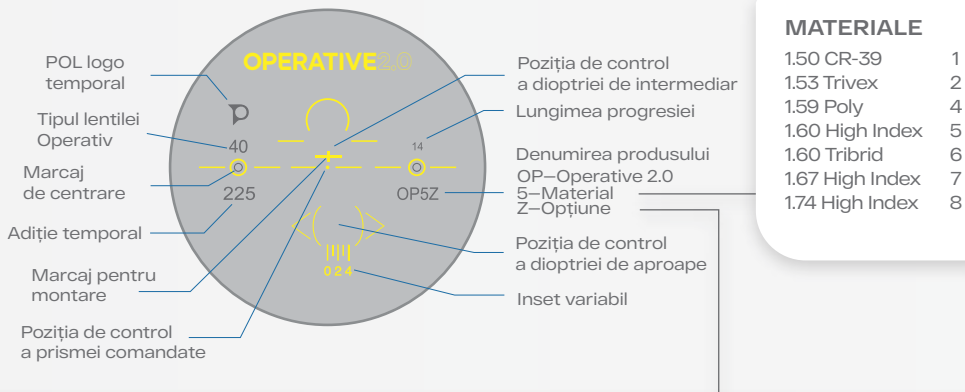 POL logo
temporal
Tipul lentilei
Operativ
Marcaj
de centrare
Adiție temporal
Marcaj pentru
montare
Poziția de control
a prismei comandate
OPERATIVE2.0
40
14
225
OP5Z
024
Poziția de control
a dioptriei de intermediar
Lungimea progresiei
Denumirea produsului
OP–Operative 2.0
5–Material
Z–Opțiune
Poziția de control
a dioptriei de aproape
Inset variabil
MATERIALE
1.50 CR-39 1
1.53 Trivex 2
1.59 Poly 4
1.60 High Index 5
1.60 Tribrid 6
1.67 High Index 7
1.74 High Index 8